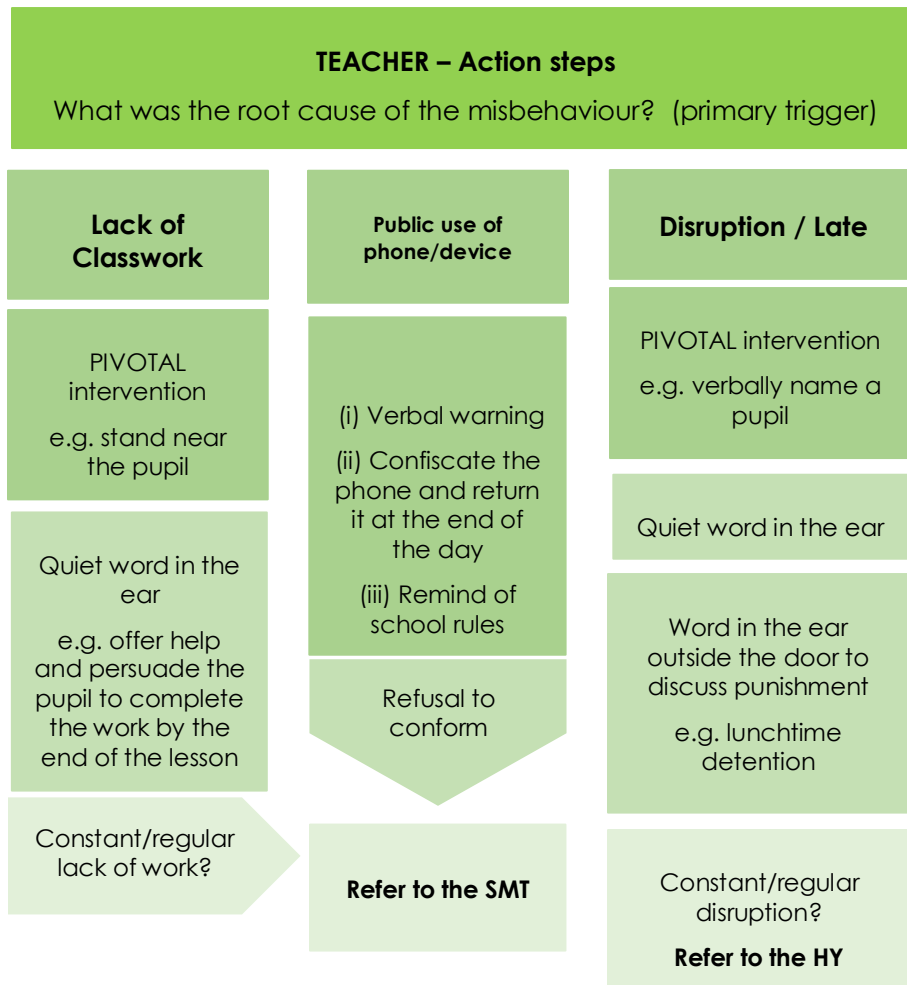 TEACHER – Action steps
What was the root cause of the misbehaviour?  (primary trigger)
Lack of
Classwork
PIVOTAL
intervention
e.g. stand near
the pupil
Quiet word in the
ear
e.g. offer help
and persuade the
pupil to complete
the work by the
end of the lesson
Constant/regular
lack of work?
Public use of
phone/device
(i) Verbal warning
(ii) Confiscate the
phone and return
it at the end of
the day
(iii) Remind of
school rules
Refusal to
conform
Refer to the SMT
Disruption / Late
PIVOTAL intervention
e.g. verbally name a
pupil
Quiet word in the ear
Word in the ear
outside the door to
discuss punishment
e.g. lunchtime
detention
Constant/regular
disruption?
Refer to the HY